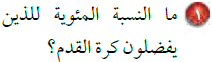 ١ ما النسبة المئوية للذين
يفضلون كرة القدم؟